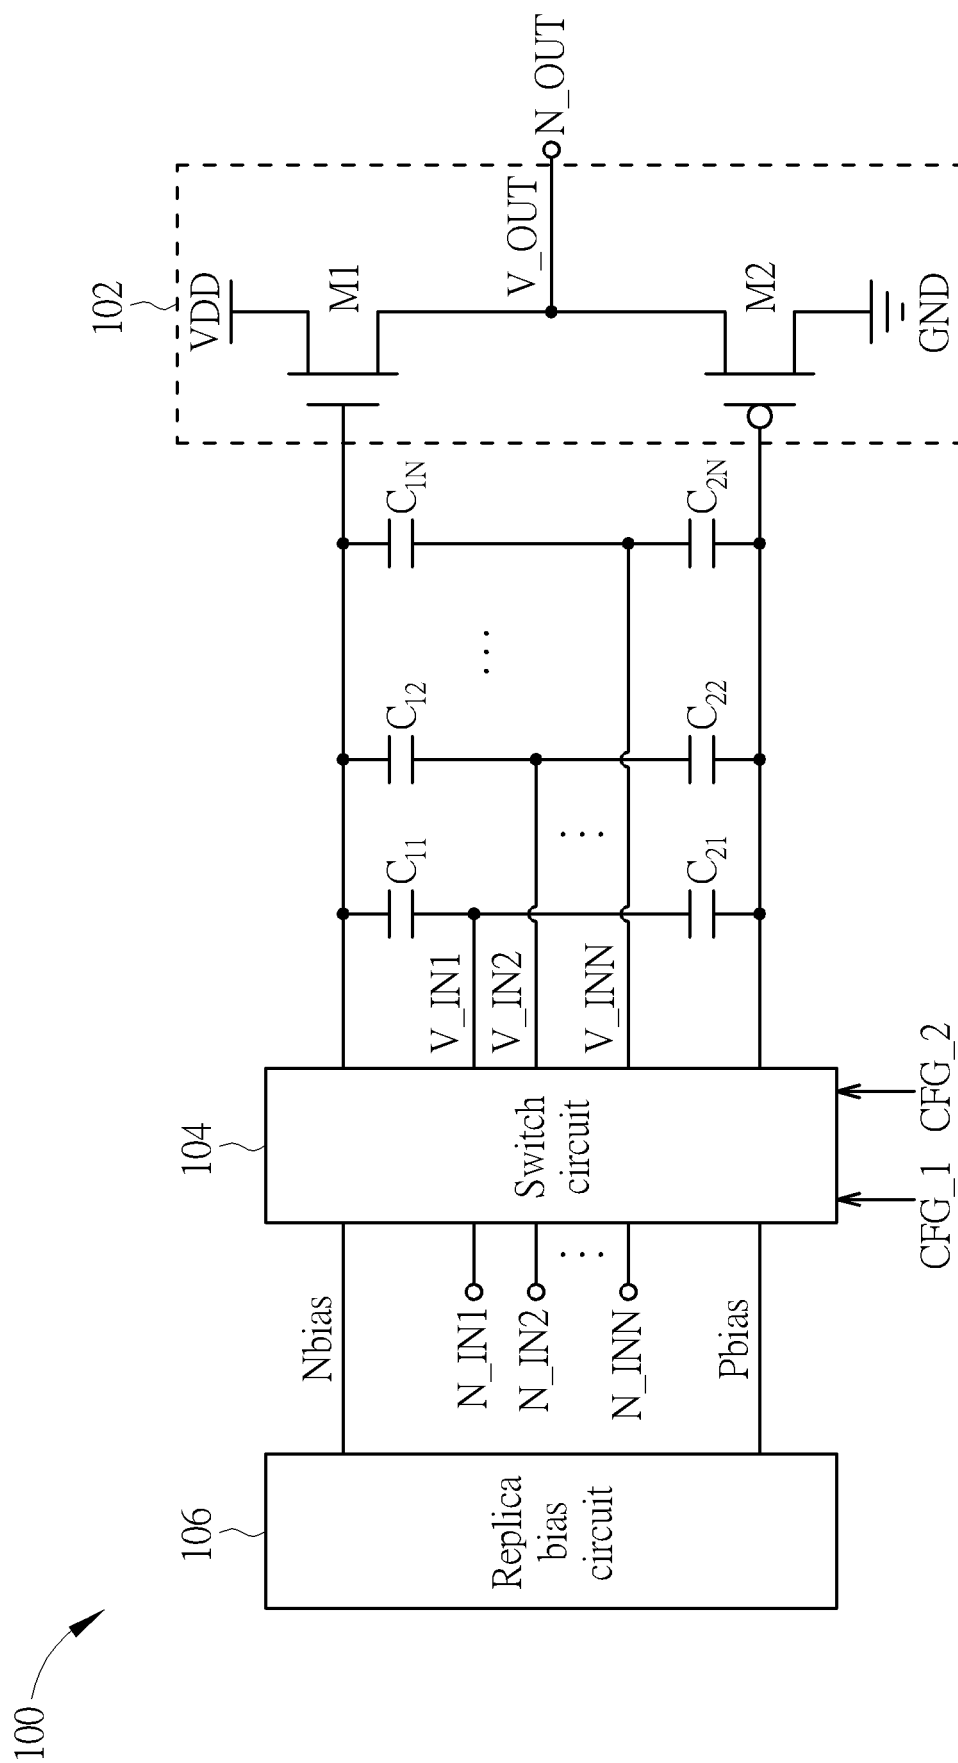 100
106
104
102
Replica
bias
circuit
Nbias
N_IN1
N_IN2
...
N_INN
Pbias
Switch
circuit
CFG_1
CFG_2
V_IN1
V_IN2
V_INN
C11
C12
C1N
...
...
C21
C22
C2N
VDD
M1
V_OUT
N_OUT
M2
GND